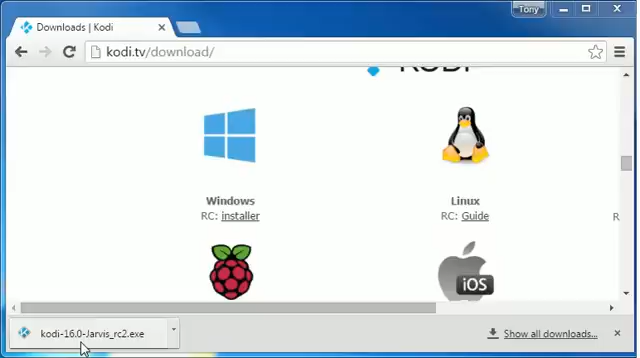 Tony
Downloads | Kodi
kodi.tv/download/
KODI
Windows
Linux
RC: installer
RC: Guide
R
iOS
kodi-16.0-Jarvis_rc2.exe
Show all downloads...